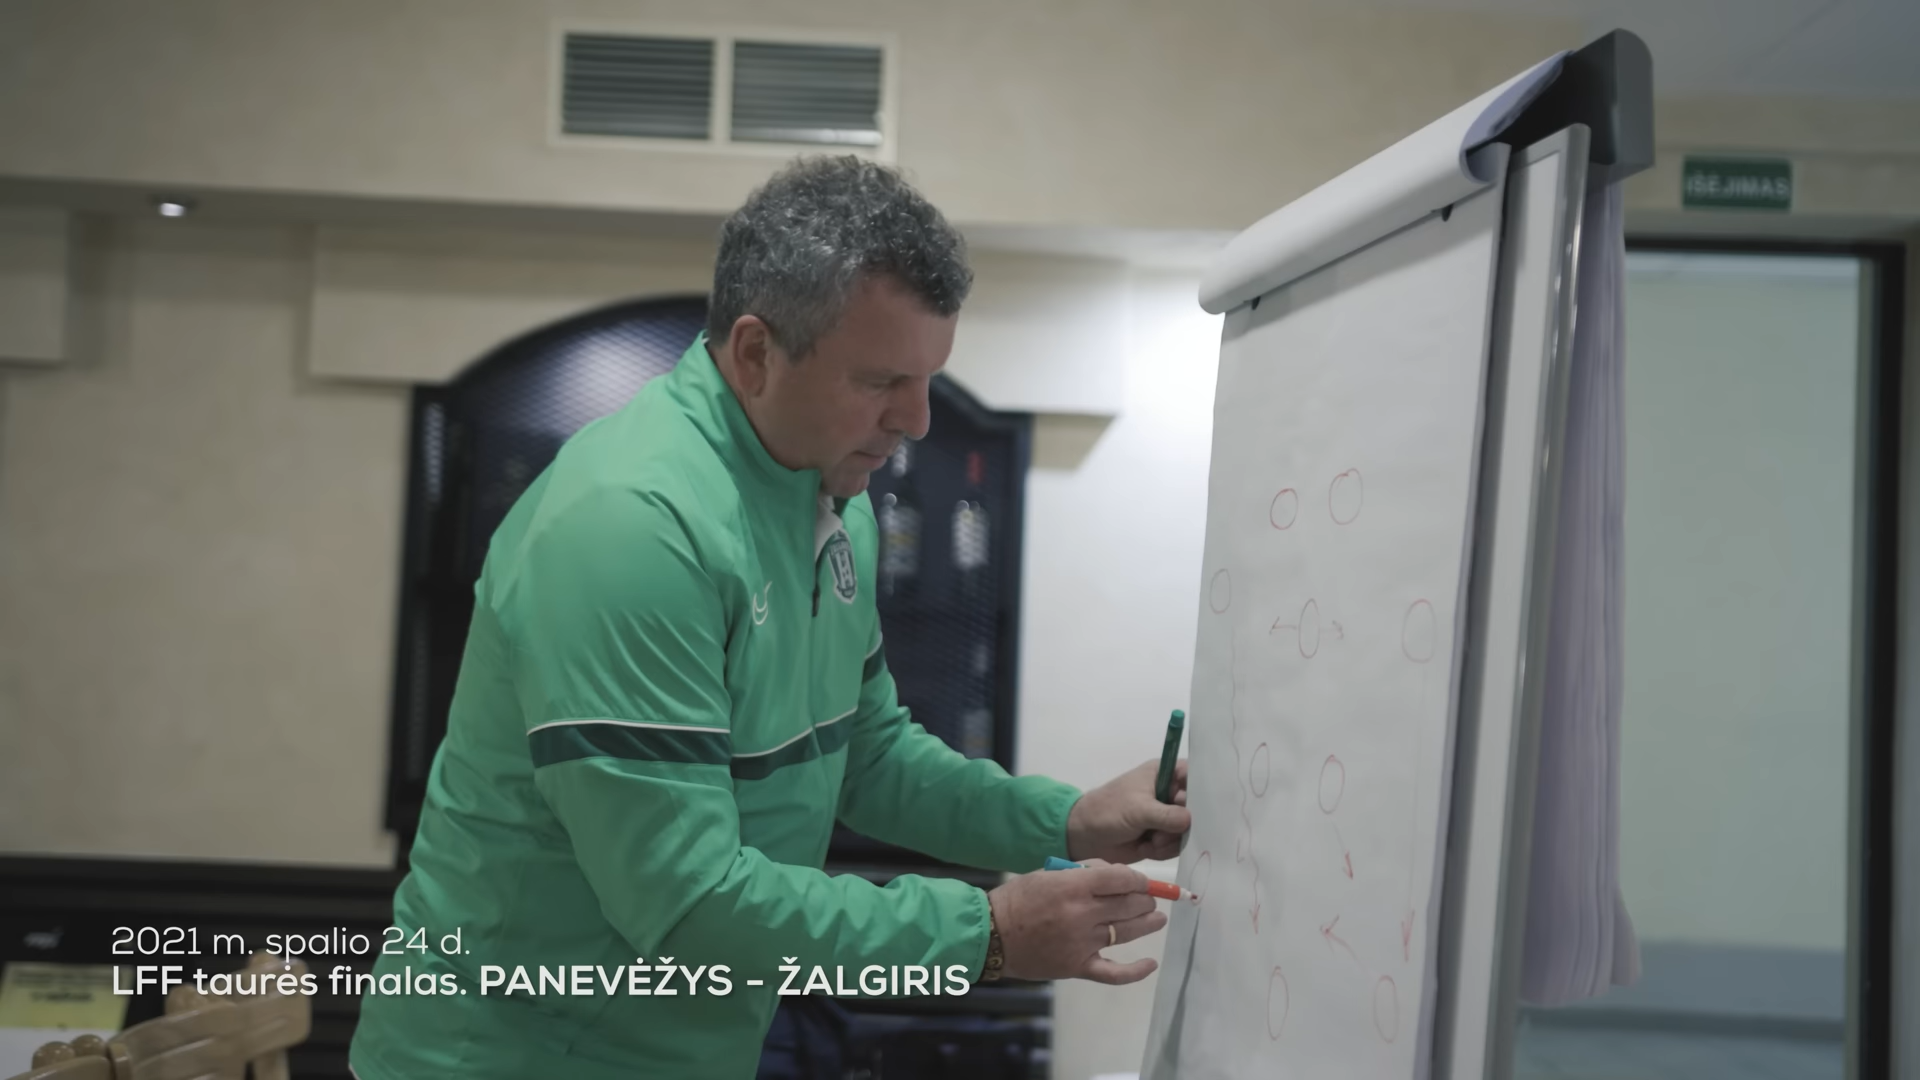 IŠĖJIMAS
2021 m. spalio 24 d.
LFF taurės finalas. PANEVĖŽYS - ŽALGIRIS